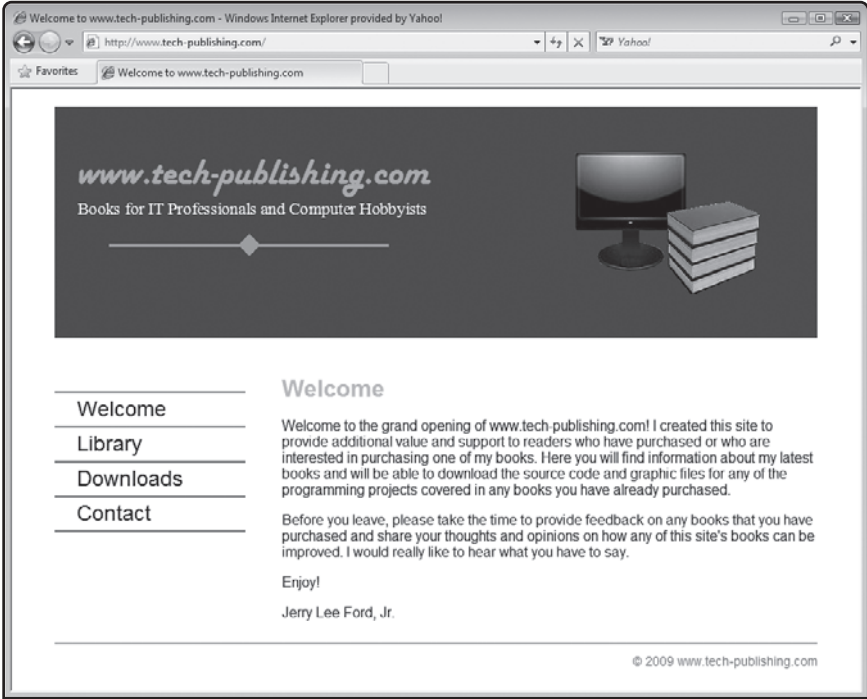 Welcome to www.tech-publishing.com - Windows Internet Explorer provided by Yahoo!
http://www.tech-publishing.com/
Yahoo!
Favorites
Welcome to www.tech-publishing.com
www.tech-publishing.com
Books for IT Professionals and Computer Hobbyists
Welcome
Library
Downloads
Contact
Welcome
Welcome to the grand opening of www.tech-publishing.com! I created this site to
provide additional value and support to readers who have purchased or who are
interested in purchasing one of my books. Here you will find information about my latest
books and will be able to download the source code and graphic files for any of the
programming projects covered in any books you have already purchased.
Before you leave, please take the time to provide feedback on any books that you have
purchased and share your thoughts and opinions on how any of this site's books can be
improved. I would really like to hear what you have to say.
Enjoy!
Jerry Lee Ford, Jr.
© 2009 www.tech-publishing.com